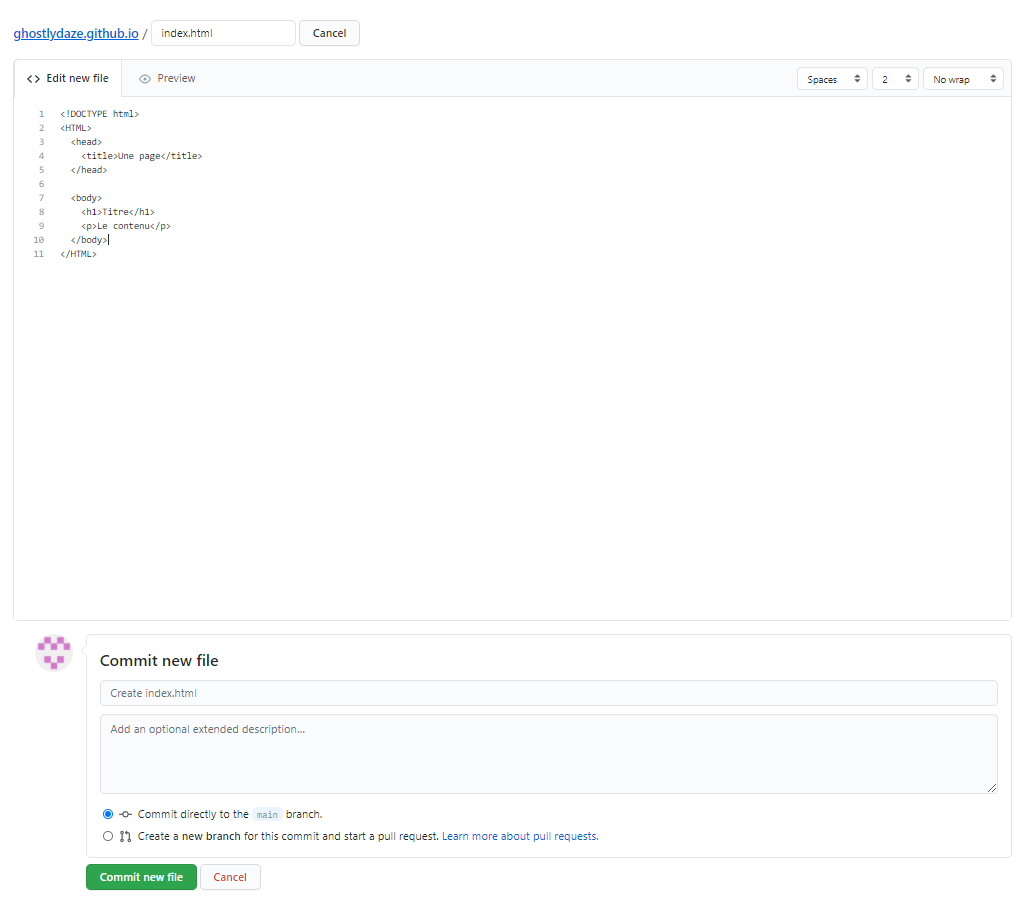 ghostlydaze.github.io / index.html Cancel
Edit new file Preview Spaces 2 No wrap
1 <!DOCTYPE html>
2 <HTML>
3 <head>
4 <title>Une page</title>
5 </head>
6
7 <body>
8 <h1>Titre</h1>
9 <p>Le contenu</p>
10 </body>
11 </HTML>
Commit new file
Create index.html
Add an optional extended description...
Commit directly to the main branch.
Create a new branch for this commit and start a pull request. Learn more about pull requests.
Commit new file Cancel